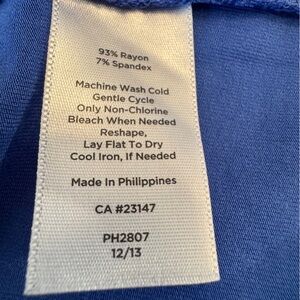 93% Rayon
7% Spandex
Machine Wash Cold
Gentle Cycle
Only Non-Chlorine
Bleach When Needed
Reshape,
Lay Flat To Dry
Cool Iron, If Needed
Made In Philippines
CA #23147
PH2807
12/13